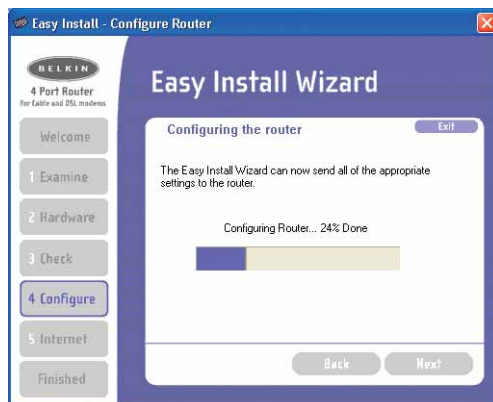 Easy Install - Configure Router
BELKIN
4 Port Router
for Cable and DSL modems
Welcome
1 Examine
2 Hardware
3 Check
4 Configure
5 Internet
Finished
Easy Install Wizard
Configuring the router
Exit
The Easy Install Wizard can now send all of the appropriate
settings to the router.
Configuring Router... 24% Done
Back
Next